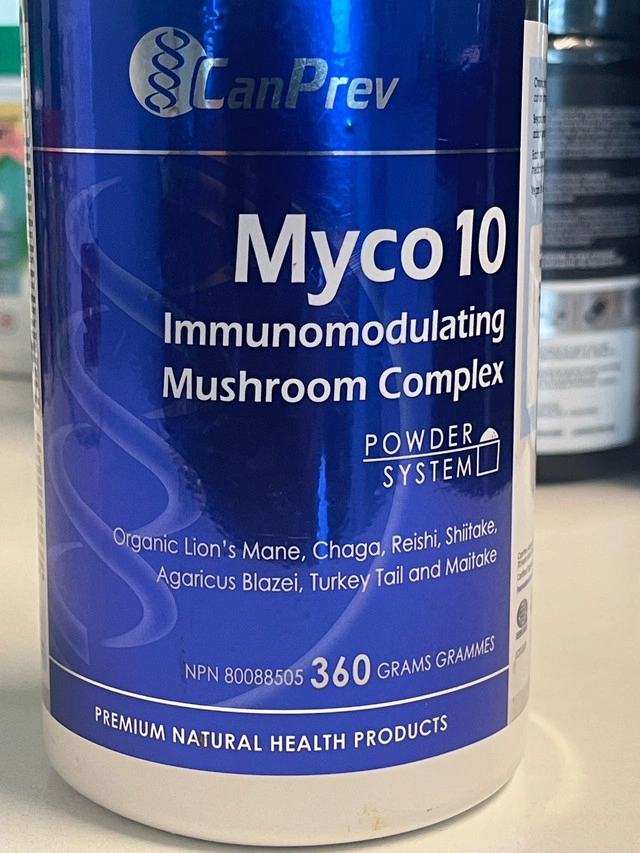 CanPrev
Myco 10
Immunomodulating
Mushroom Complex
POWDER
SYSTEM
Organic Lion's Mane, Chaga, Reishi, Shiitake,
Agaricus Blazei, Turkey Tail and Maitake
NPN 80088505 360 GRAMS GRAMMES
PREMIUM NATURAL HEALTH PRODUCTS